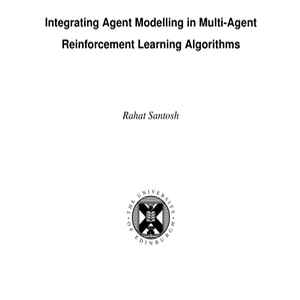 Integrating Agent Modelling in Multi-Agent
Reinforcement Learning Algorithms
Rahat Santosh
THE UNIVERSITY
OF EDINBURGH